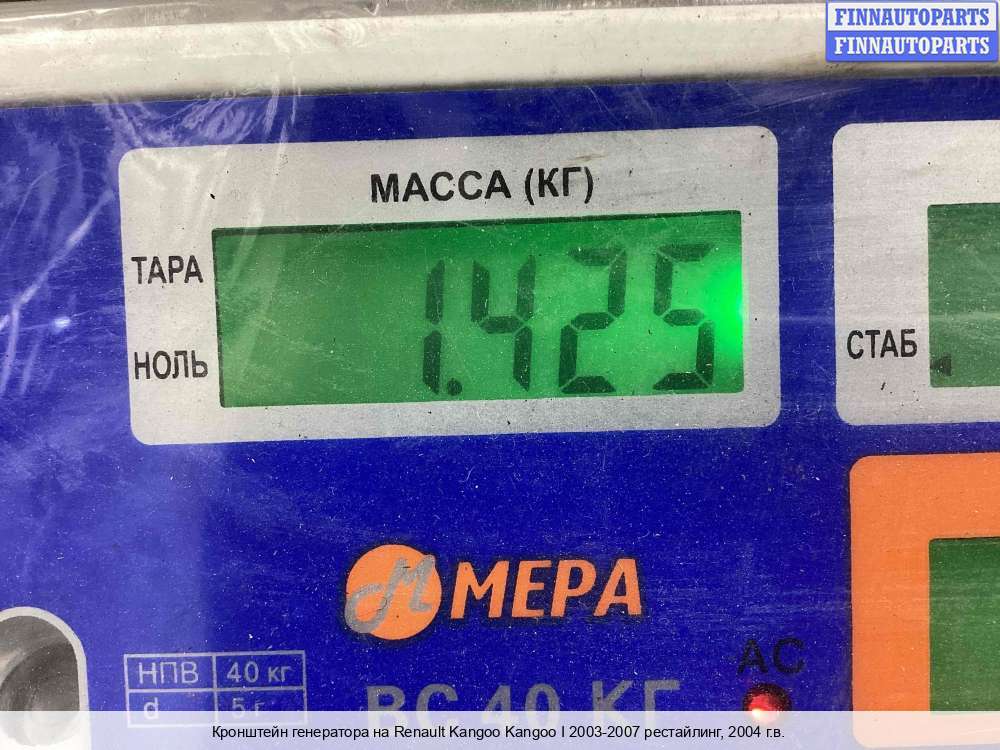 FINNAUTOPARTS
FINNAUTOPARTS
МАССА (КГ)
ТАРА
1.425
НОЛЬ
СТАБ
М МЕРА
АС
НПВ 40 кг
d 5 г
ВС 40 КГ
Кронштейн генератора на Renault Kangoo Kangoo I 2003-2007 рестайлинг, 2004 г.в.